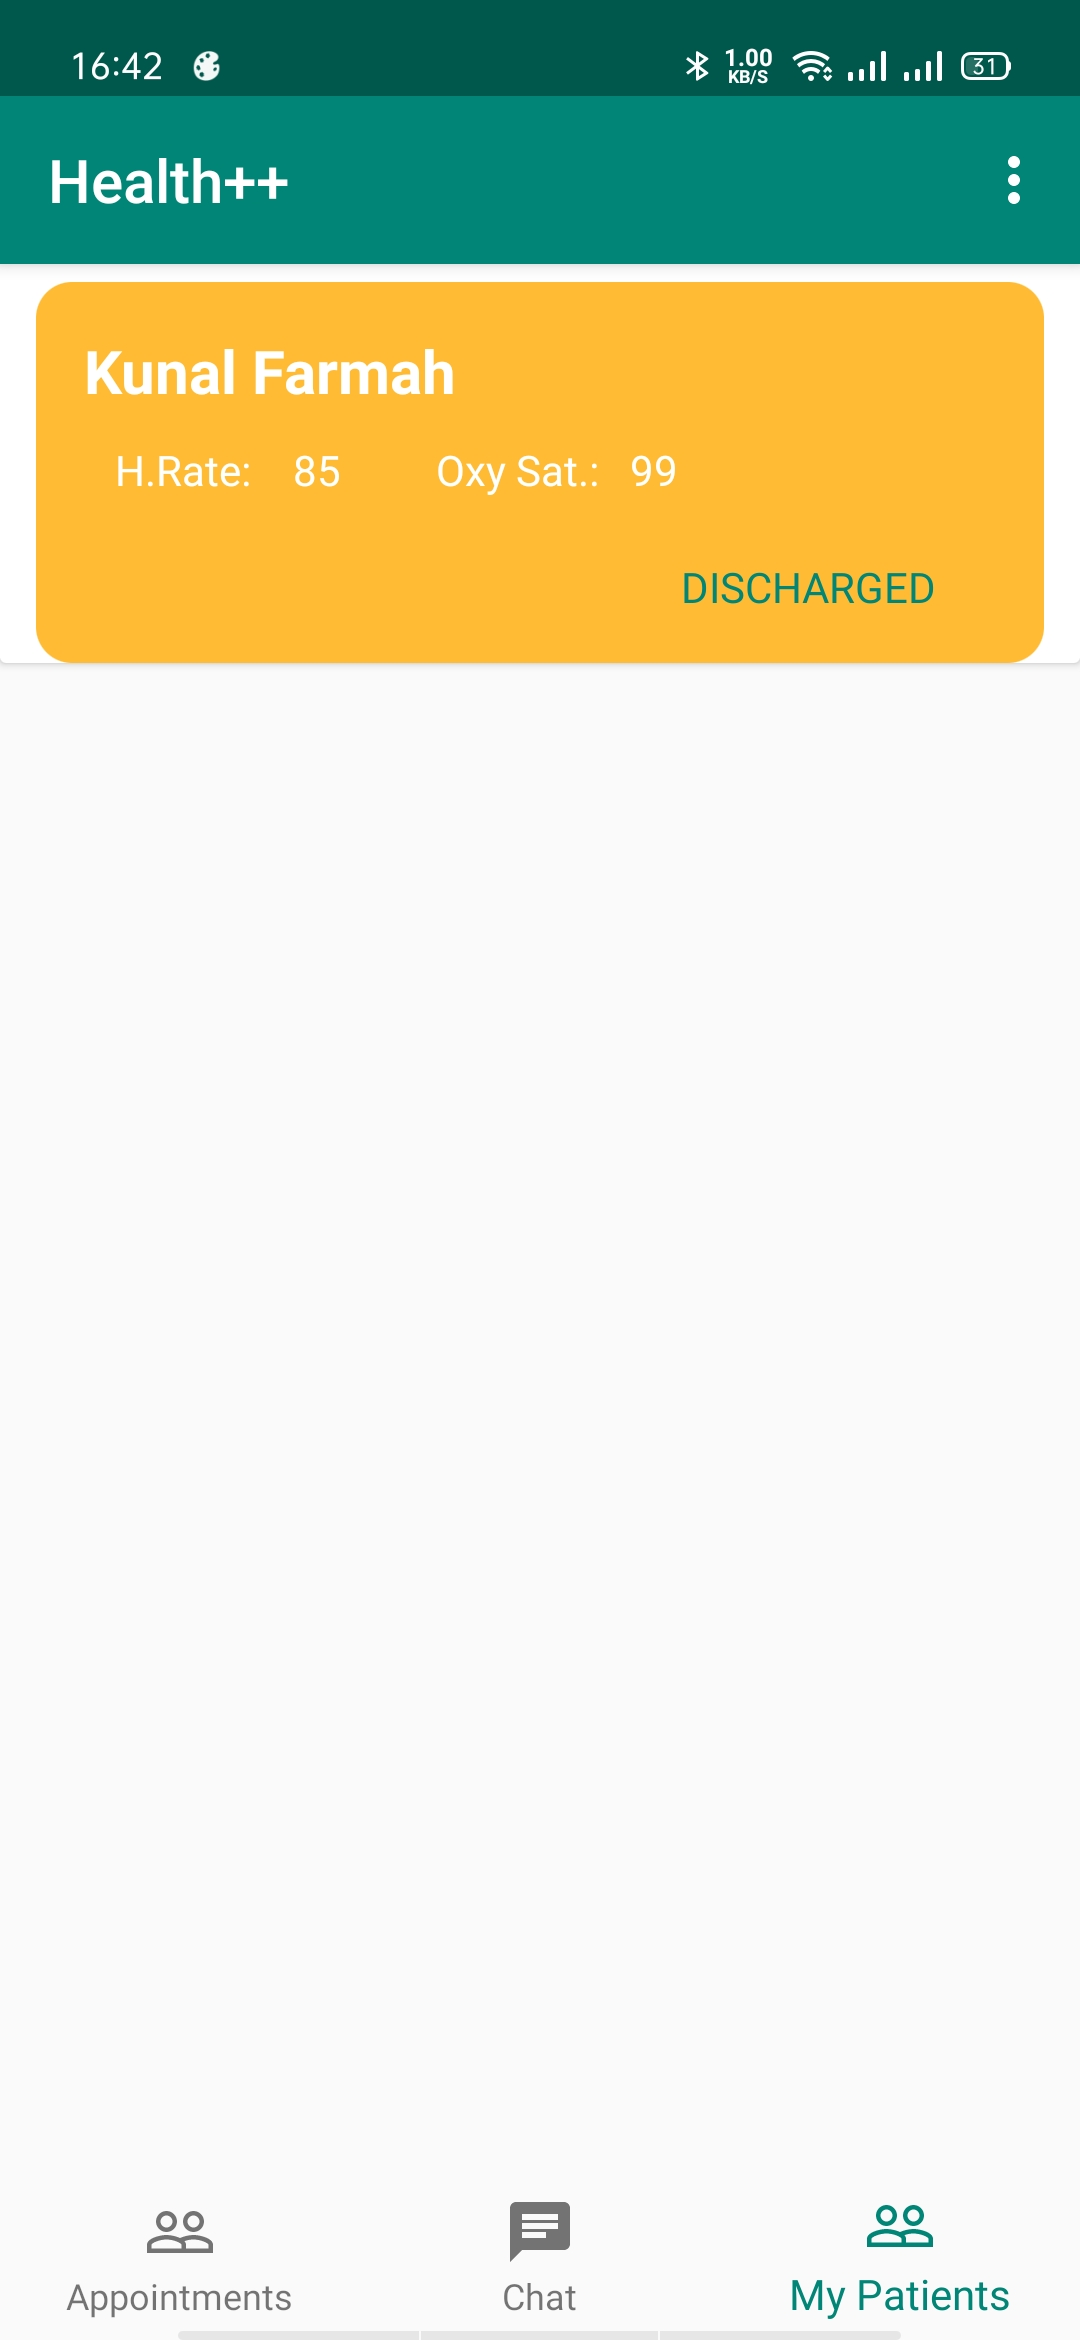 16:42 1.00 KB/S 31
Health++
Kunal Farmah
H.Rate: 85 Oxy Sat.: 99
DISCHARGED
Appointments Chat My Patients